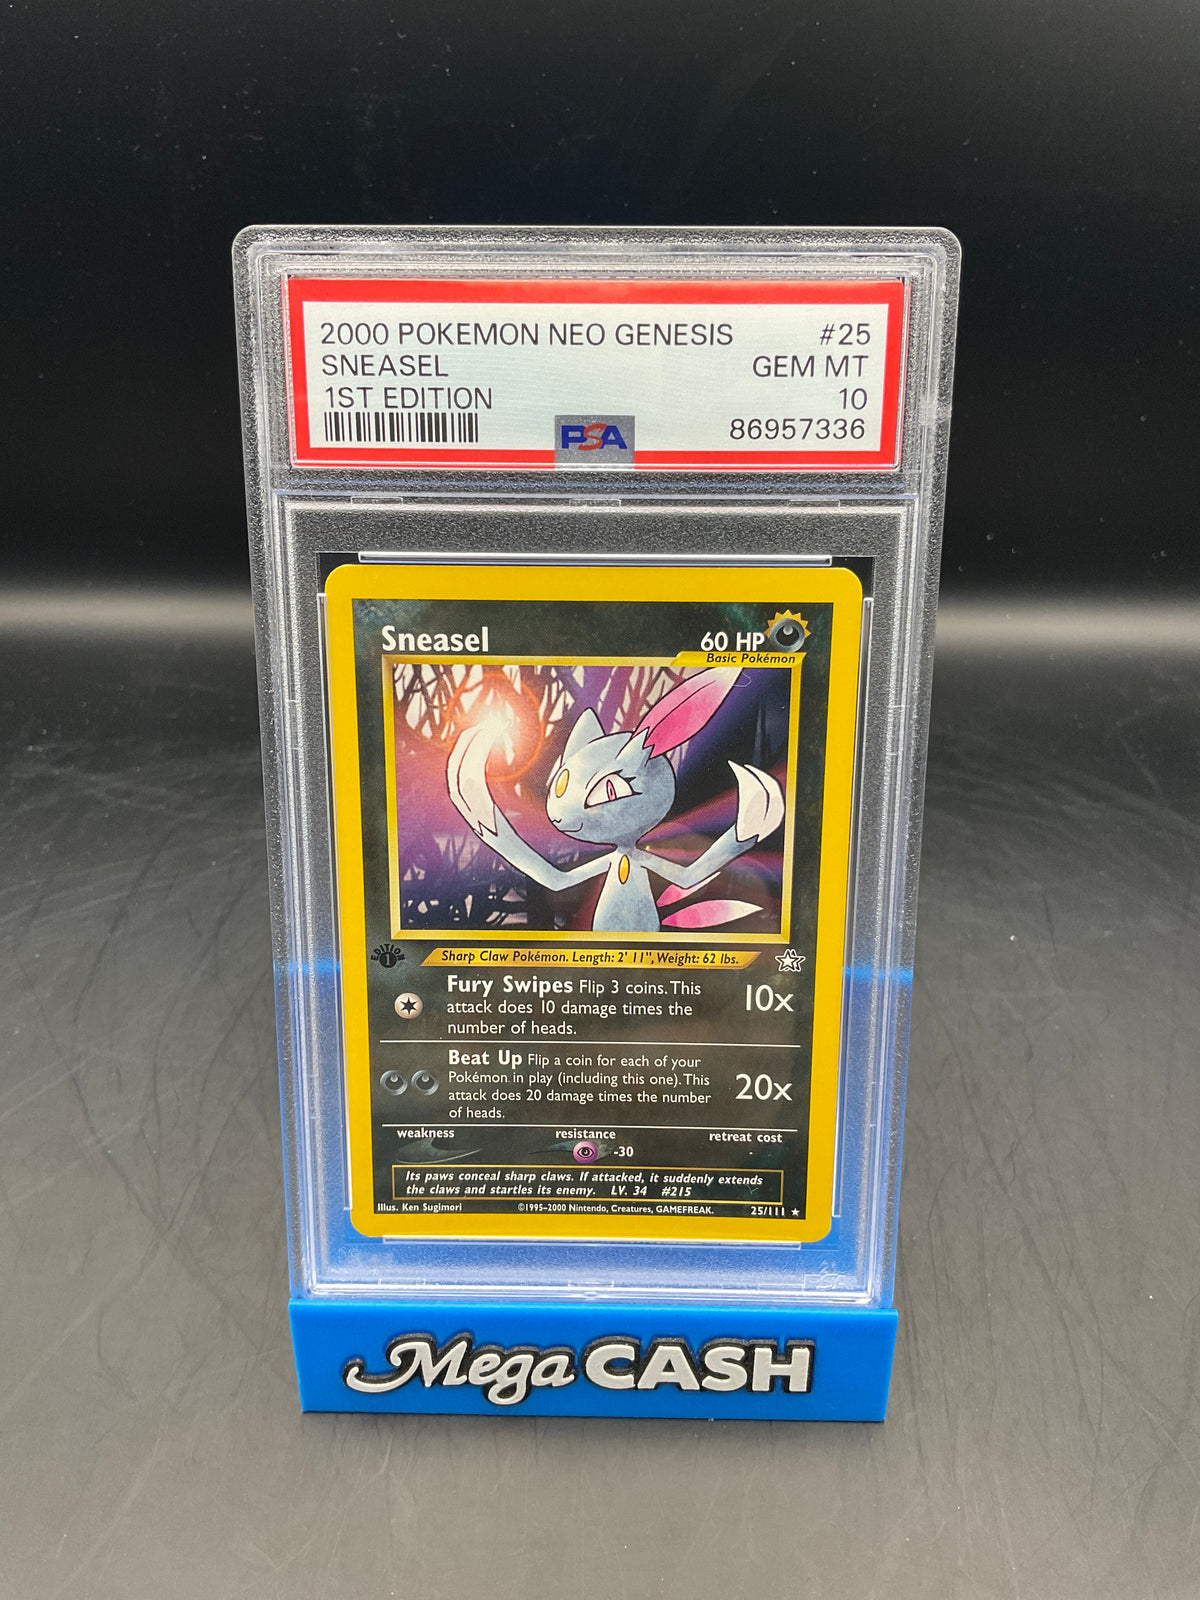 2000 POKEMON NEO GENESIS #25
SNEASEL GEM MT
1ST EDITION 10
PSA 86957336
Sneasel 60 HP
Basic Pokémon
EDITION 1
Sharp Claw Pokémon. Length: 2' 11", Weight: 62 lbs.
Fury Swipes Flip 3 coins. This
attack does 10 damage times the
number of heads.
10x
Beat Up Flip a coin for each of your
Pokémon in play (including this one). This
attack does 20 damage times the number
of heads.
20x
weakness resistance retreat cost
-30
Its paws conceal sharp claws. If attacked, it suddenly extends
the claws and startles its enemy. LV. 34 #215
Illus. Ken Sugimori ©1995–2000 Nintendo, Creatures, GAMEFREAK. 25/111 ★
Mega CASH